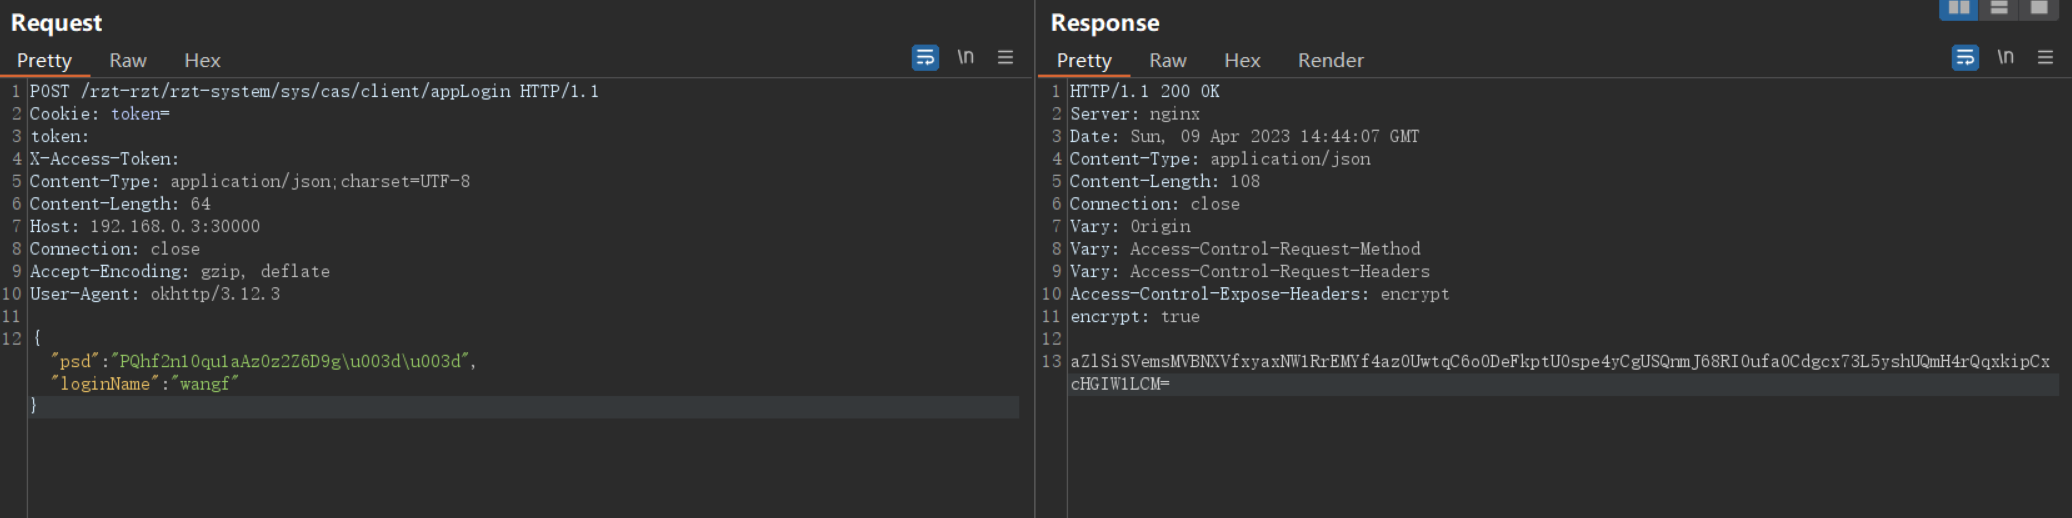 Request
Pretty Raw Hex
\n
1 POST /rzt-rzt/rzt-system/sys/cas/client/appLogin HTTP/1.1
2 Cookie: token=
3 token:
4 X-Access-Token:
5 Content-Type: application/json;charset=UTF-8
6 Content-Length: 64
7 Host: 192.168.0.3:30000
8 Connection: close
9 Accept-Encoding: gzip, deflate
10 User-Agent: okhttp/3.12.3
11
12 {
"psd":"PQhf2n10qulaAz0z2Z6D9g\u003d\u003d",
"loginName":"wangf"
}
Response
Pretty Raw Hex Render
\n
1 HTTP/1.1 200 OK
2 Server: nginx
3 Date: Sun, 09 Apr 2023 14:44:07 GMT
4 Content-Type: application/json
5 Content-Length: 108
6 Connection: close
7 Vary: Origin
8 Vary: Access-Control-Request-Method
9 Vary: Access-Control-Request-Headers
10 Access-Control-Expose-Headers: encrypt
11 encrypt: true
12
13 aZlSiSVemsMVBNXVfxyaxNW1RrEMYf4az0UwtqC6o0DeFkptU0spe4yCgUSQnmJ68RI0ufa0Cdgcx73L5yshUQmH4rQqxkipCx
cHGIW1LCM=